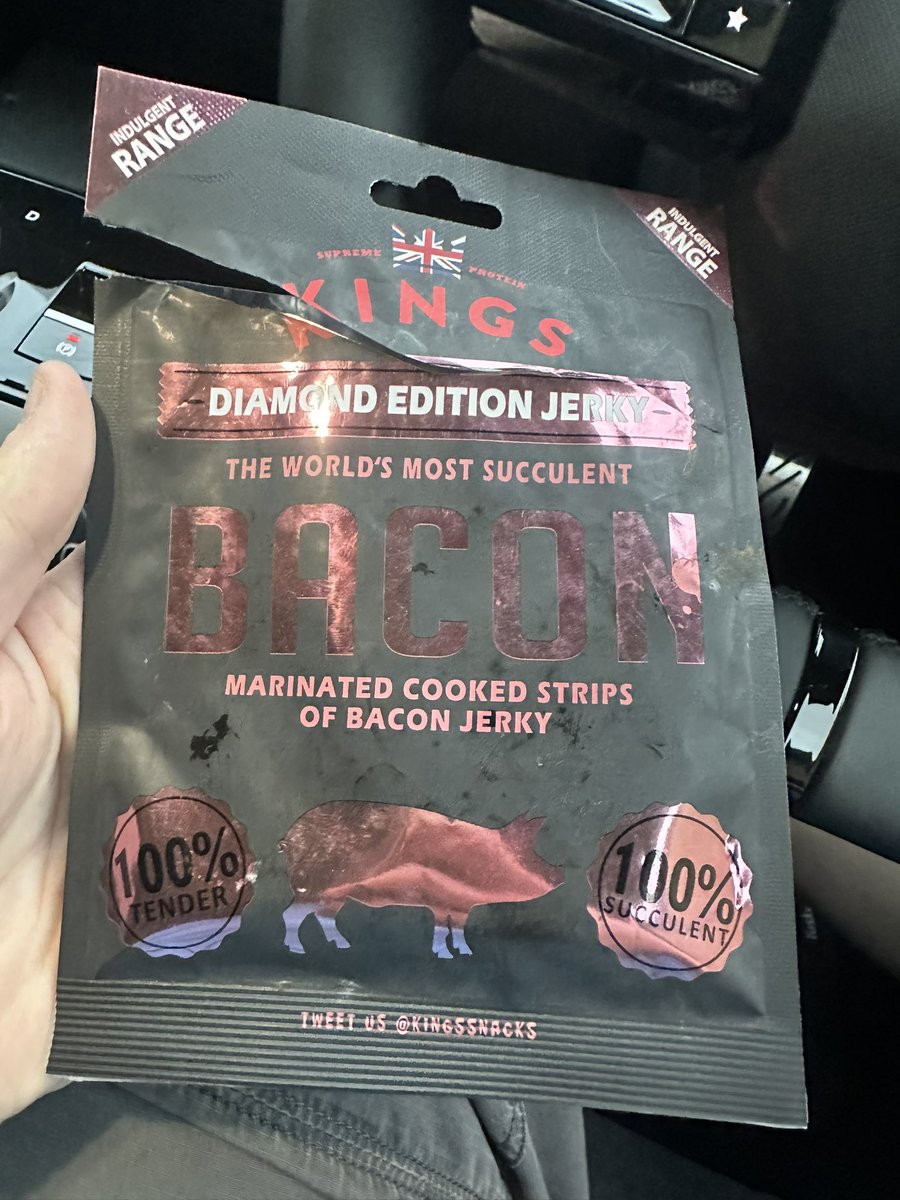 INDULGENT
RANGE
INDULGENT
RANGE
SUPREME PROTEIN
KINGS
DIAMOND EDITION JERKY
THE WORLD'S MOST SUCCULENT
BACON
MARINATED COOKED STRIPS
OF BACON JERKY
100%
TENDER
100%
SUCCULENT
TWEET US @KINGSSNACKS
D